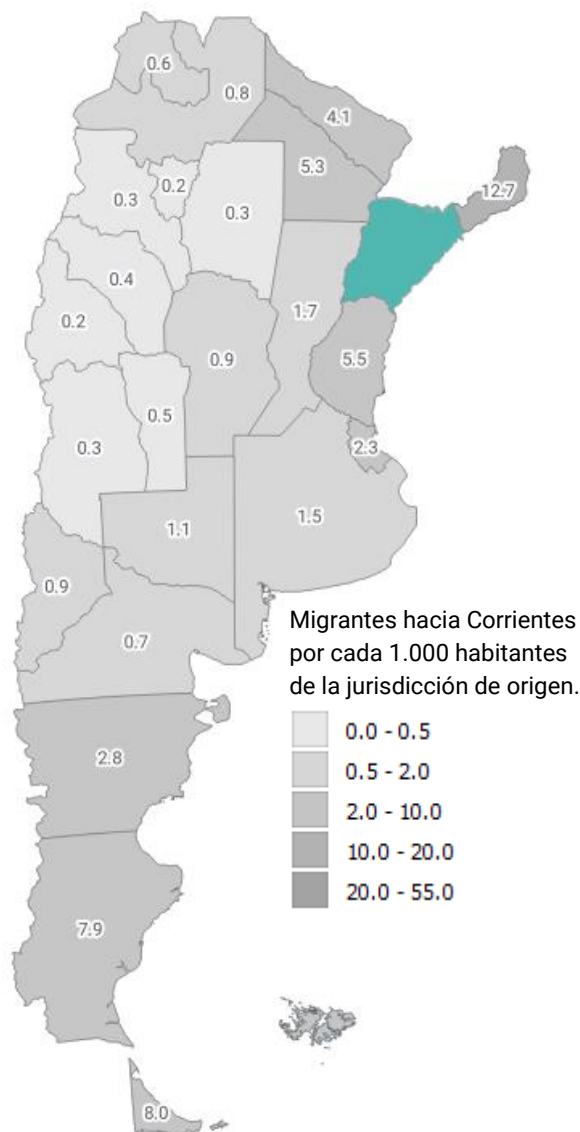 0.6
0.8
4.1
5.3
12.7
0.2
0.3
0.3
0.4
1.7
0.2
0.9
5.5
0.5
0.3
2.3
1.1
1.5
0.9
0.7
2.8
7.9
8.0
Migrantes hacia Corrientes
por cada 1.000 habitantes
de la jurisdicción de origen.
0.0 - 0.5
0.5 - 2.0
2.0 - 10.0
10.0 - 20.0
20.0 - 55.0